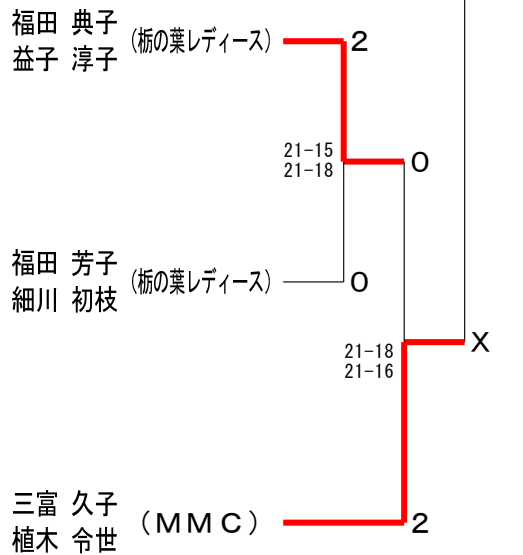 福田 典子
益子 淳子
(栃の葉レディース)
2
21-15
21-18
0
福田 芳子
細川 初枝
(栃の葉レディース)
0
21-18
21-16
X
三富 久子
植木 令世
(MMC)
2